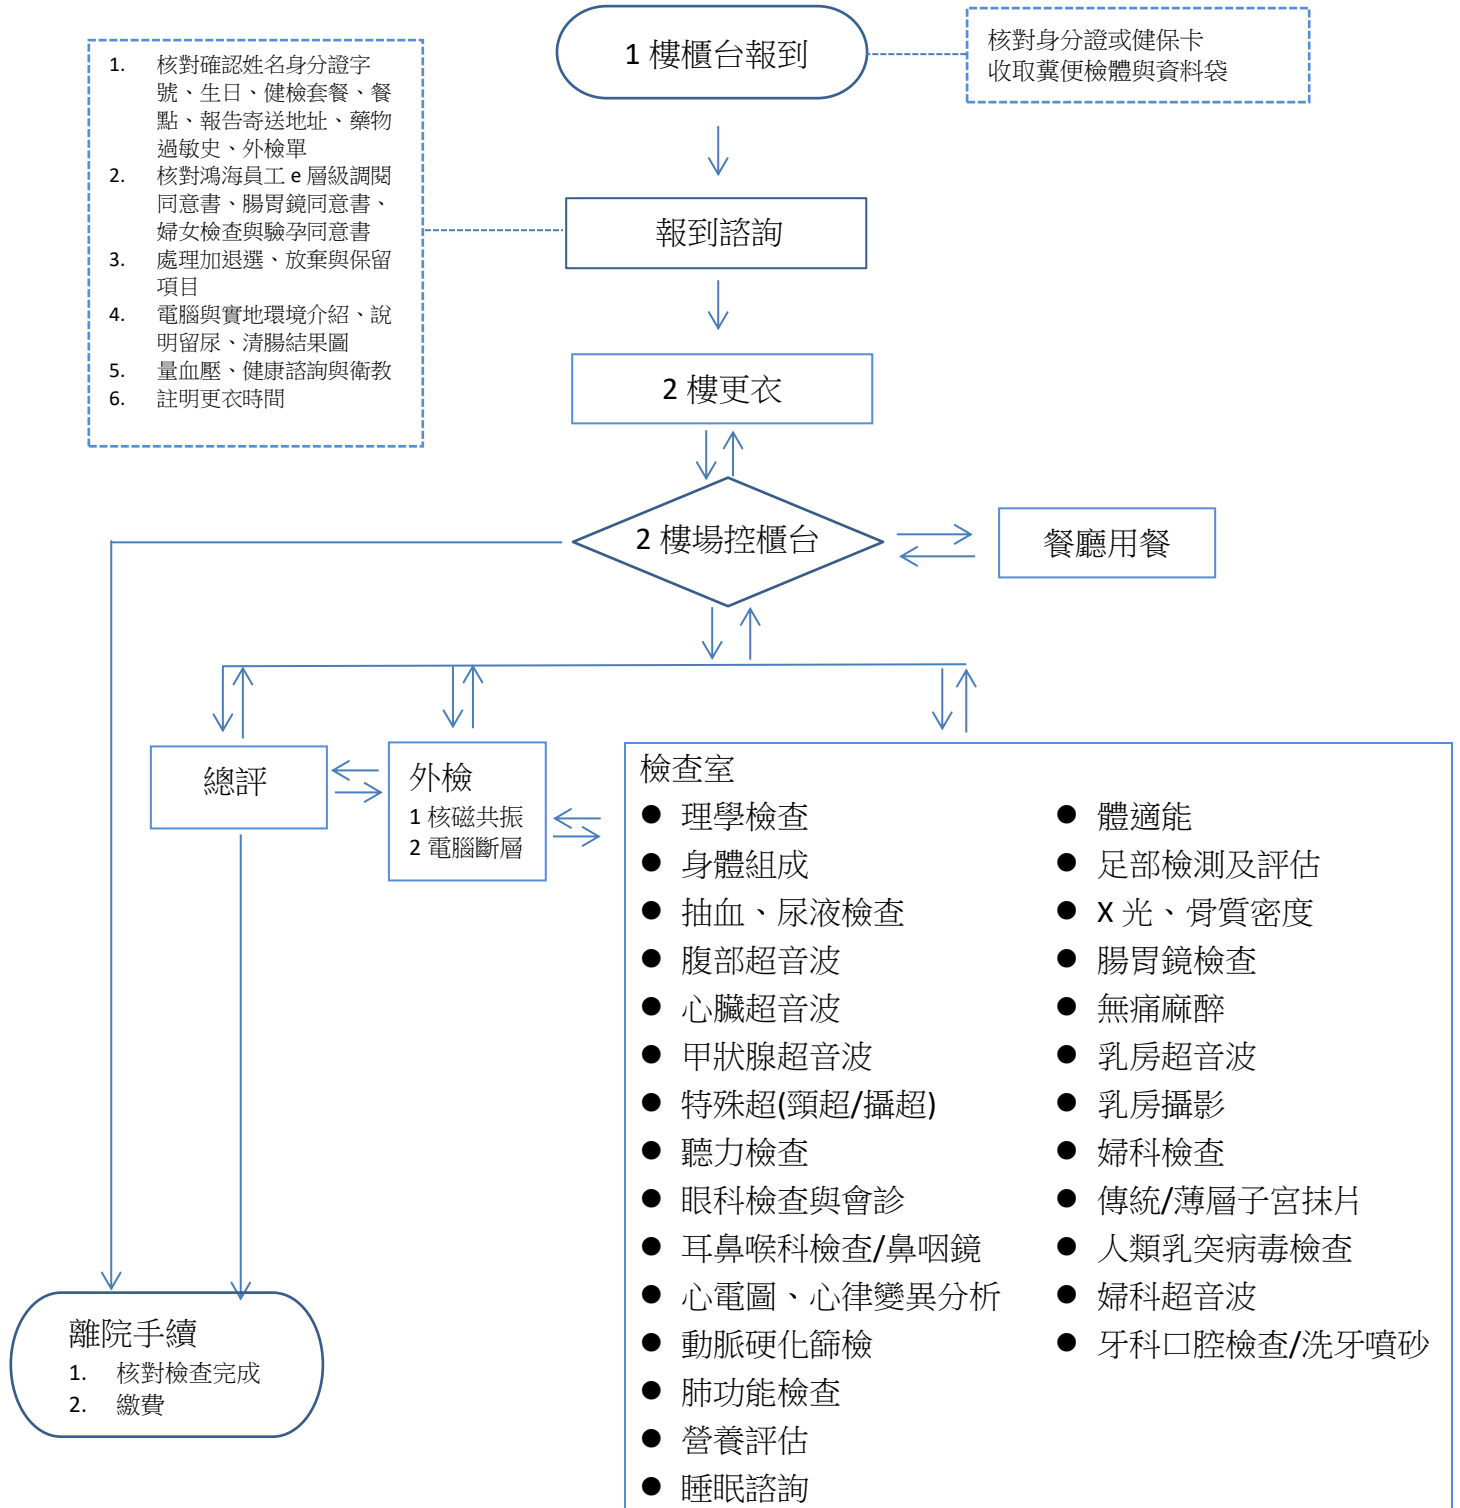 1 樓櫃台報到
核對身分證或健保卡
收取糞便檢體與資料袋
1. 核對確認姓名身分證字
號、生日、健檢套餐、餐
點、報告寄送地址、藥物
過敏史、外檢單
2. 核對鴻海員工 e 層級調閱
同意書、腸胃鏡同意書、
婦女檢查與驗孕同意書
3. 處理加退選、放棄與保留
項目
4. 電腦與實地環境介紹、說
明留尿、清腸結果圖
5. 量血壓、健康諮詢與衛教
6. 註明更衣時間
報到諮詢
2 樓更衣
2 樓場控櫃台
餐廳用餐
總評
外檢
1 核磁共振
2 電腦斷層
檢查室
● 理學檢查
● 身體組成
● 抽血、尿液檢查
● 腹部超音波
● 心臟超音波
● 甲狀腺超音波
● 特殊超(頸超/攝超)
● 聽力檢查
● 眼科檢查與會診
● 耳鼻喉科檢查/鼻咽鏡
● 心電圖、心律變異分析
● 動脈硬化篩檢
● 肺功能檢查
● 營養評估
● 睡眠諮詢
● 體適能
● 足部檢測及評估
● X 光、骨質密度
● 腸胃鏡檢查
● 無痛麻醉
● 乳房超音波
● 乳房攝影
● 婦科檢查
● 傳統/薄層子宮抹片
● 人類乳突病毒檢查
● 婦科超音波
● 牙科口腔檢查/洗牙噴砂
離院手續
1. 核對檢查完成
2. 繳費